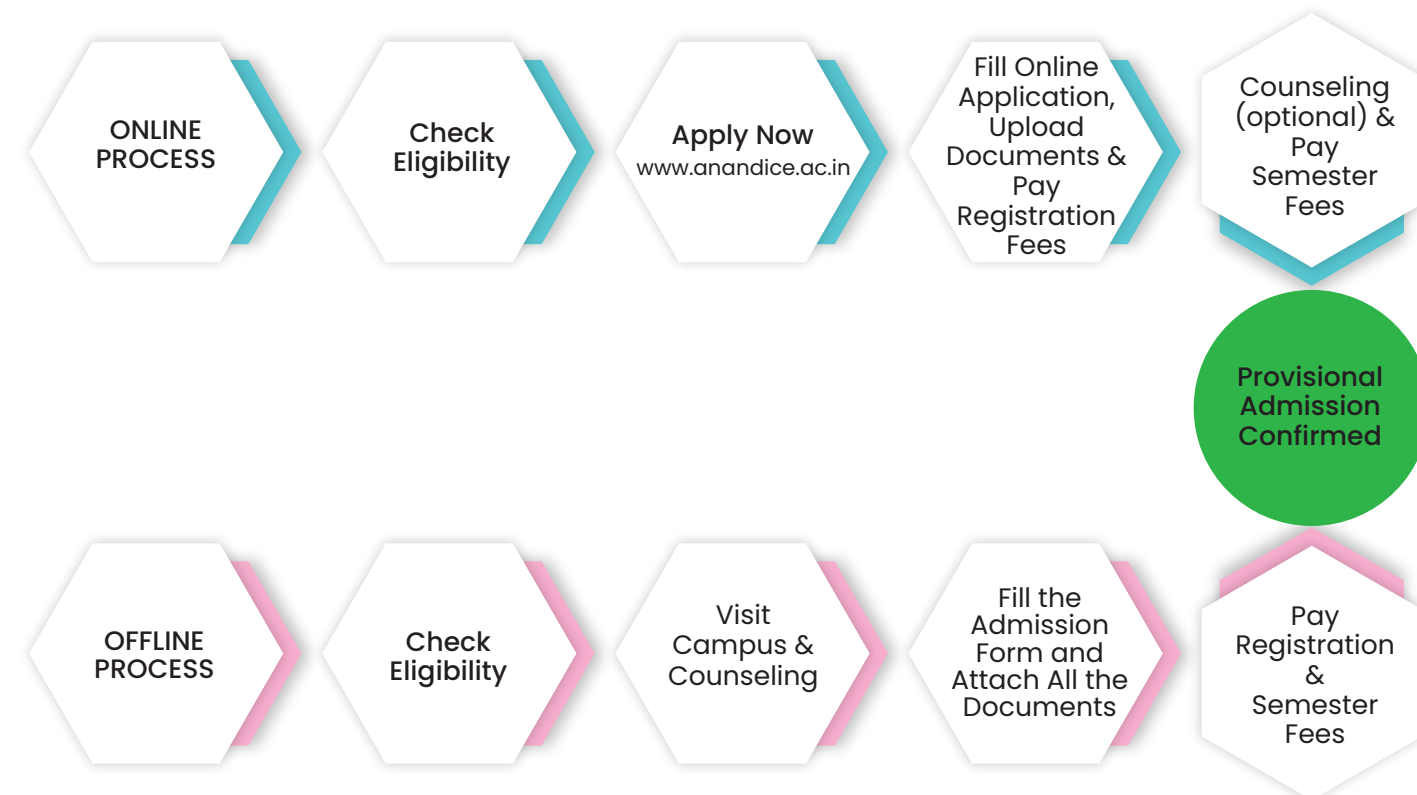 ONLINE
PROCESS
Check
Eligibility
Apply Now
www.anandice.ac.in
Fill Online
Application,
Upload
Documents &
Pay
Registration
Fees
Counseling
(optional) &
Pay
Semester
Fees
Provisional
Admission
Confirmed
OFFLINE
PROCESS
Check
Eligibility
Visit
Campus &
Counseling
Fill the
Admission
Form and
Attach All the
Documents
Pay
Registration
&
Semester
Fees